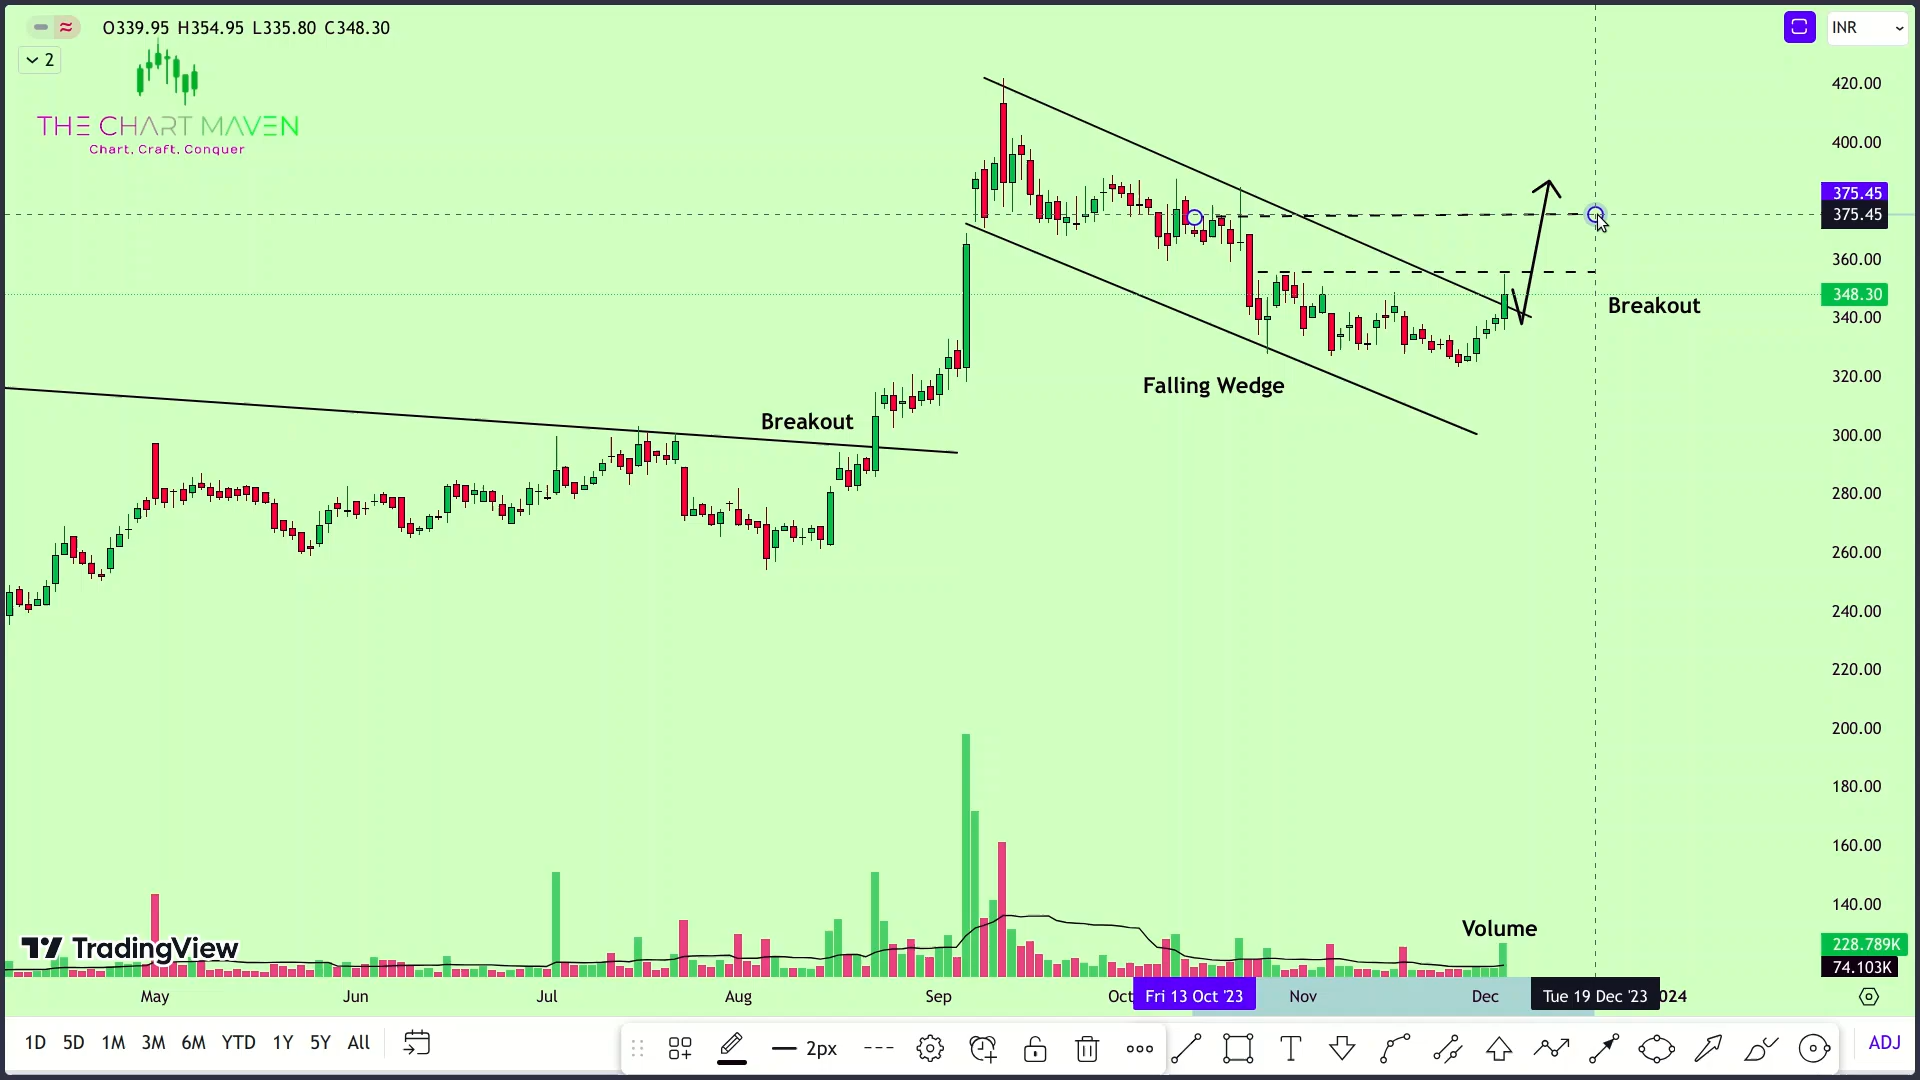 O339.95 H354.95 L335.80 C348.30
INR
2
THE CHART MAVEN
Chart, Craft, Conquer
420.00
400.00
375.45
375.45
360.00
348.30
340.00
320.00
300.00
280.00
260.00
240.00
220.00
200.00
180.00
160.00
140.00
228.789K
74.103K
Breakout
Falling Wedge
Breakout
Volume
TradingView
May Jun Jul Aug Sep Oct Fri 13 Oct '23 Nov Dec Tue 19 Dec '23 024
1D 5D 1M 3M 6M YTD 1Y 5Y All 2px T ADJ